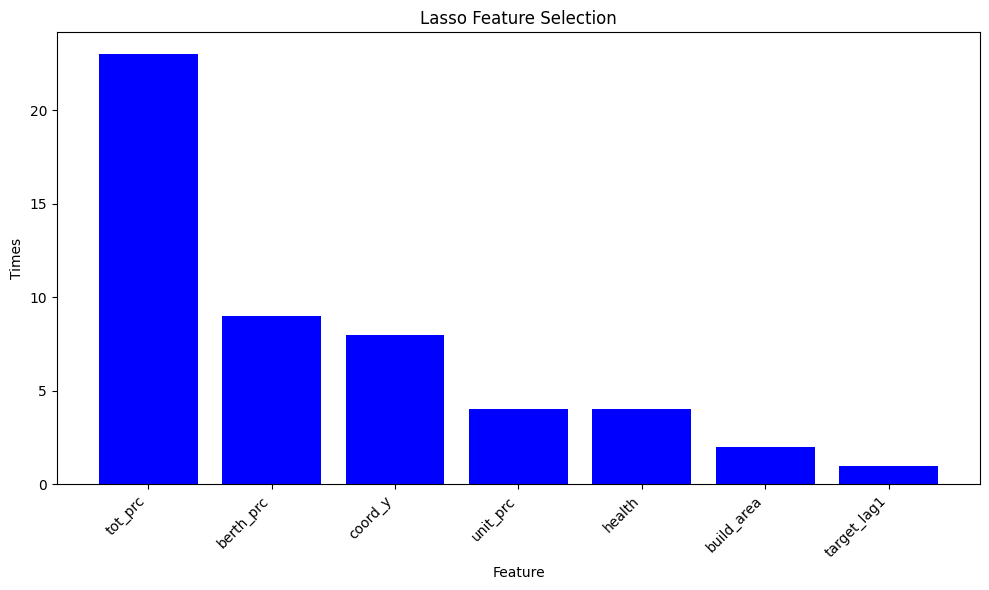 Lasso Feature Selection
Times
20
15
10
5
0
tot_prc
berth_prc
coord_y
unit_prc
health
build_area
target_lag1
Feature